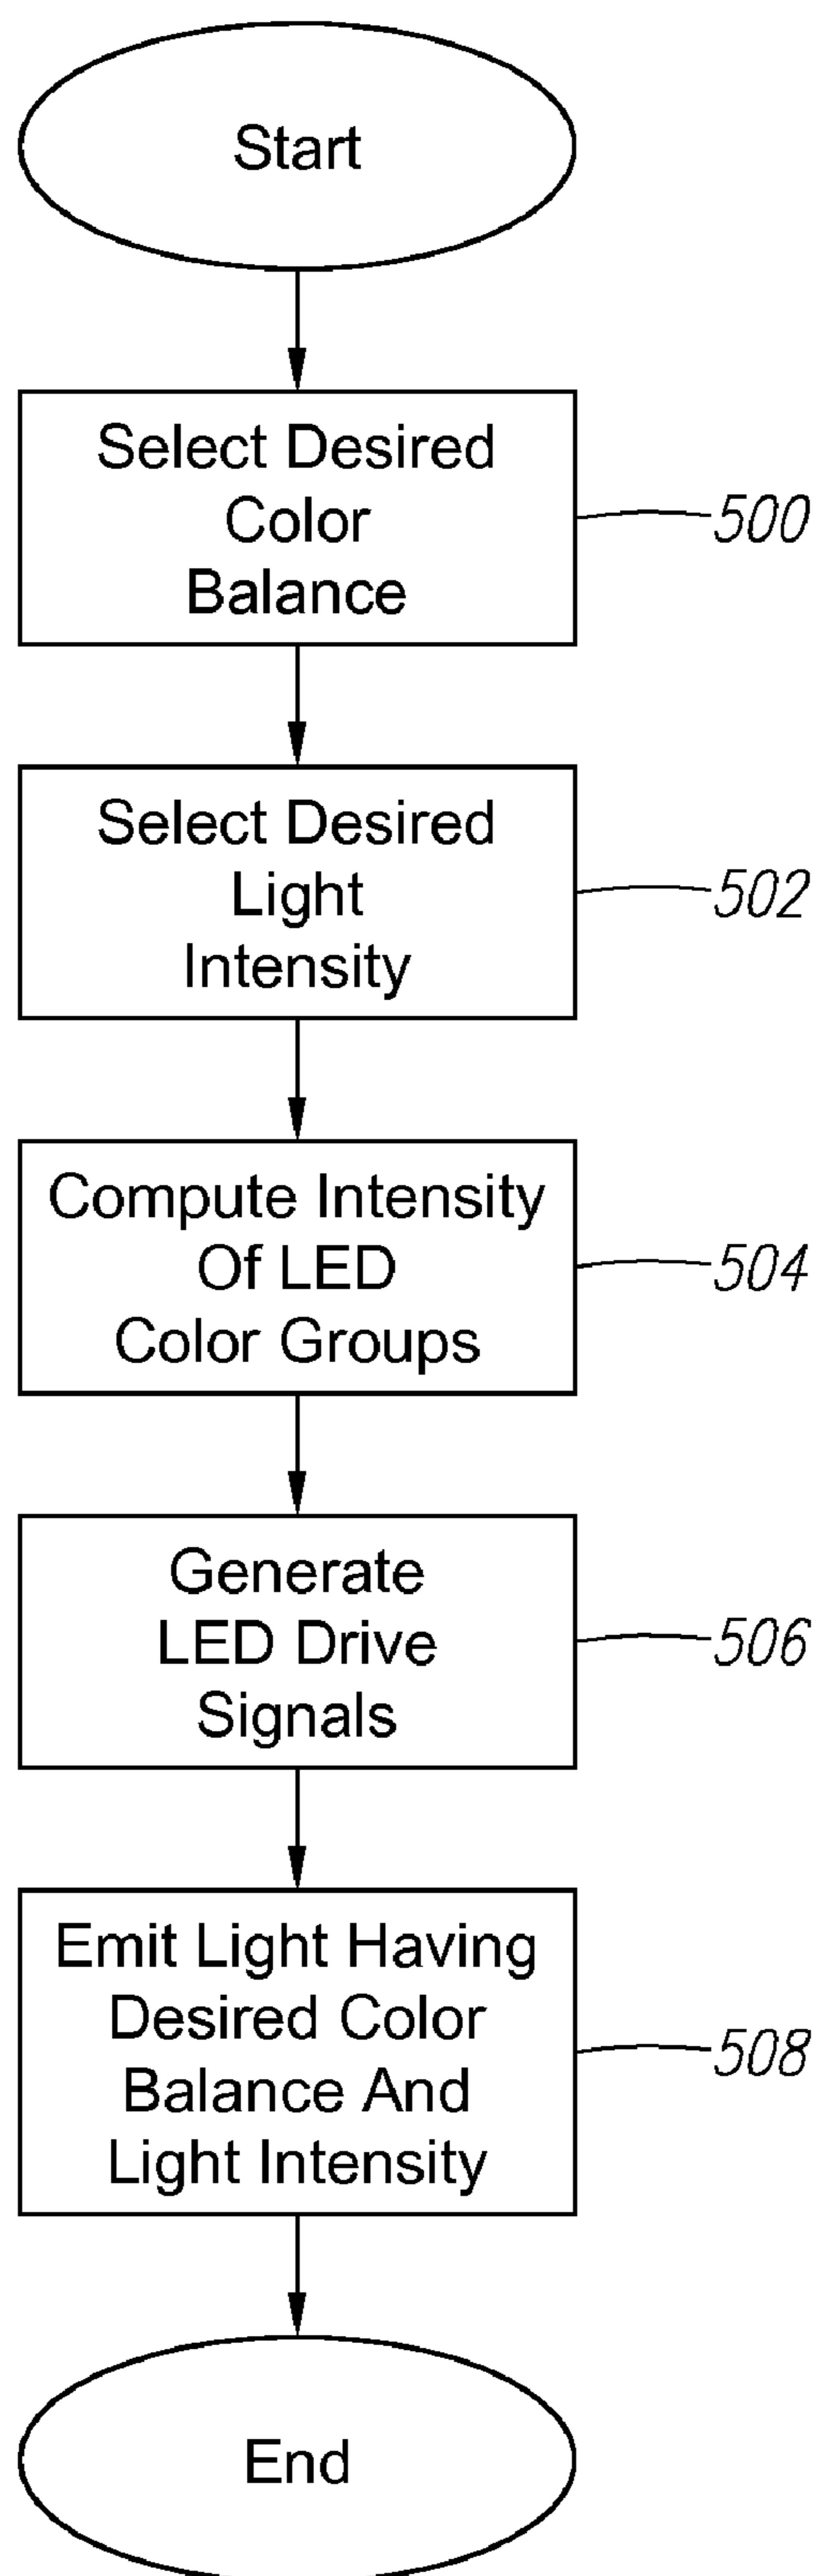 Start
Select Desired
Color
Balance
500
Select Desired
Light
Intensity
502
Compute Intensity
Of LED
Color Groups
504
Generate
LED Drive
Signals
506
Emit Light Having
Desired Color
Balance And
Light Intensity
508
End